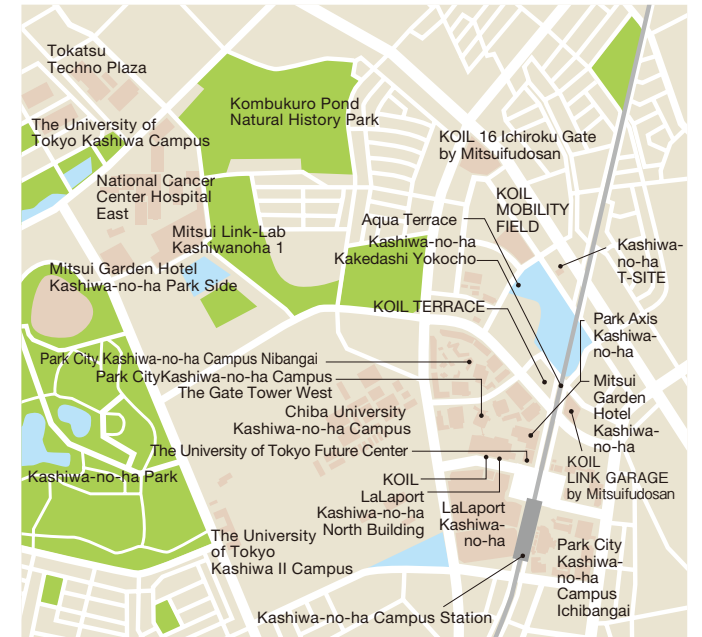 Tokatsu
Techno Plaza
Kombukuro Pond
Natural History Park
The University of
Tokyo Kashiwa Campus
KOIL 16 Ichiroku Gate
by Mitsuifudosan
National Cancer
Center Hospital
East
KOIL
MOBILITY
FIELD
Aqua Terrace
Mitsui Link-Lab
Kashiwanoha 1
Kashiwa-no-ha
Kakedashi Yokocho
Kashiwa-
no-ha
T-SITE
Mitsui Garden Hotel
Kashiwa-no-ha Park Side
KOIL TERRACE
Park Axis
Kashiwa-
no-ha
Park City Kashiwa-no-ha Campus Nibangai
Park CityKashiwa-no-ha Campus
The Gate Tower West
Mitsui
Garden
Hotel
Kashiwa-
no-ha
Chiba University
Kashiwa-no-ha Campus
The University of Tokyo Future Center
KOIL
LINK GARAGE
by Mitsuifudosan
Kashiwa-no-ha Park
KOIL
LaLaport
Kashiwa-no-ha
North Building
LaLaport
Kashiwa-
no-ha
The University
of Tokyo
Kashiwa II Campus
Park City
Kashiwa-
no-ha
Campus
Ichibangai
Kashiwa-no-ha Campus Station